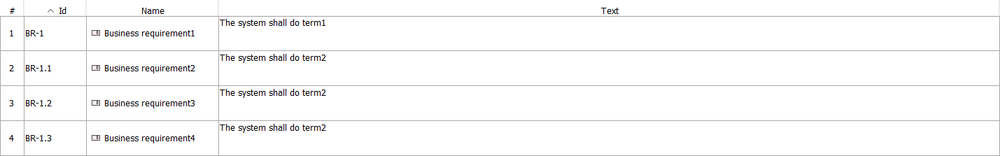 # Id Name Text
1 BR-1 Business requirement1 The system shall do term1
2 BR-1.1 Business requirement2 The system shall do term2
3 BR-1.2 Business requirement3 The system shall do term2
4 BR-1.3 Business requirement4 The system shall do term2